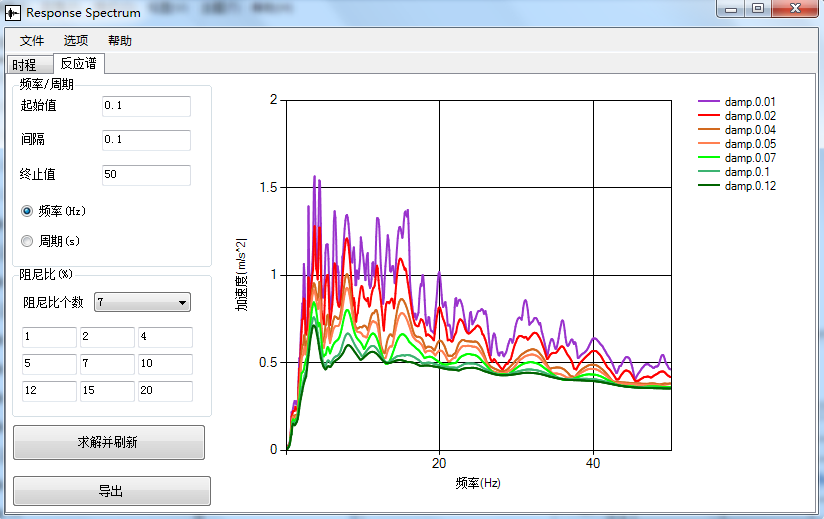 Response Spectrum
文件 选项 帮助
时程 反应谱
频率/周期
起始值 0.1
间隔 0.1
终止值 50
频率(Hz)
周期(s)
阻尼比(%)
阻尼比个数 7
1 2 4
5 7 10
12 15 20
求解并刷新
导出
2
1.5
1
0.5
0
20 40
加速度[m/s^2]
频率(Hz)
damp.0.01
damp.0.02
damp.0.04
damp.0.05
damp.0.07
damp.0.1
damp.0.12